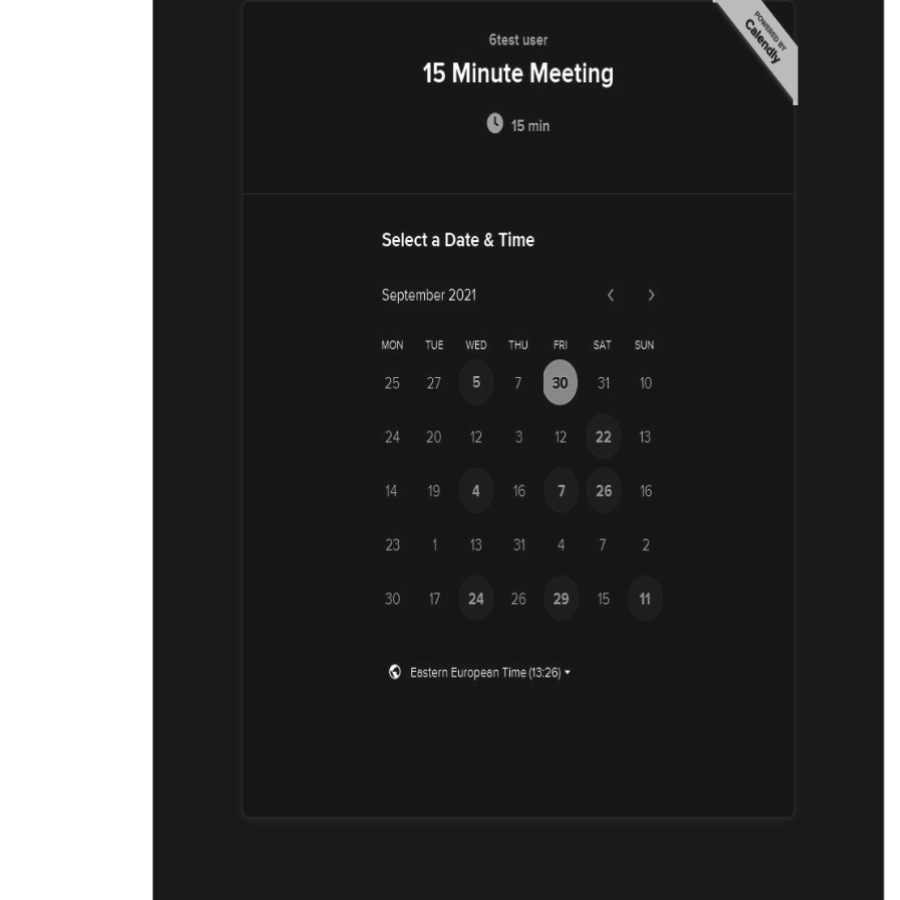 POWERED BY
Calendly
6test user
15 Minute Meeting
15 min
Select a Date & Time
September 2021
MON TUE WED THU FRI SAT SUN
25 27 5 7 30 31 10
24 20 12 3 12 22 13
14 19 4 16 7 26 16
23 1 13 31 4 7 2
30 17 24 26 29 15 11
Eastern European Time (13:26)